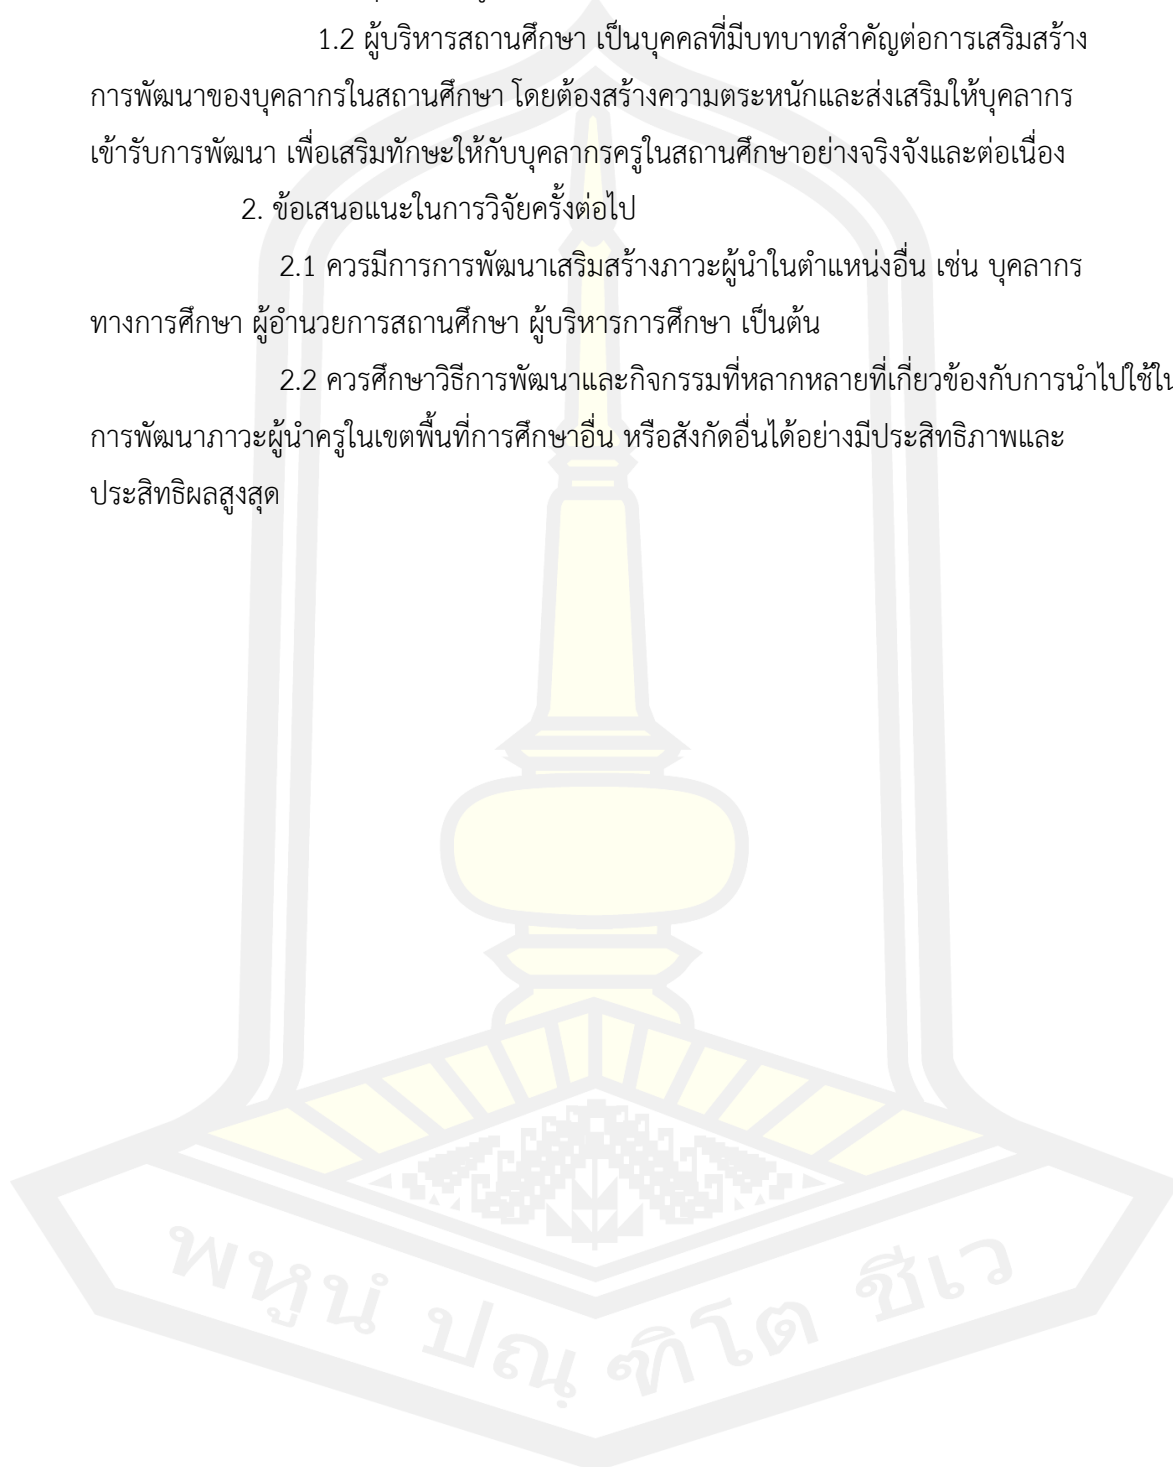 1.2 ผู้บริหารสถานศึกษา เป็นบุคคลที่มีบทบาทสำคัญต่อการเสริมสร้าง
การพัฒนาของบุคลากรในสถานศึกษา โดยต้องสร้างความตระหนักและส่งเสริมให้บุคลากร
เข้ารับการพัฒนา เพื่อเสริมทักษะให้กับบุคลากรครูในสถานศึกษาอย่างจริงจังและต่อเนื่อง
2. ข้อเสนอแนะในการวิจัยครั้งต่อไป
2.1 ควรมีการการพัฒนาเสริมสร้างภาวะผู้นำในตำแหน่งอื่น เช่น บุคลากร
ทางการศึกษา ผู้อำนวยการสถานศึกษา ผู้บริหารการศึกษา เป็นต้น
2.2 ควรศึกษาวิธีการพัฒนาและกิจกรรมที่หลากหลายที่เกี่ยวข้องกับการนำไปใช้ใน
การพัฒนาภาวะผู้นำครูในเขตพื้นที่การศึกษาอื่น หรือสังกัดอื่นได้อย่างมีประสิทธิภาพและ
ประสิทธิผลสูงสุด
พหูนํ ปณฺฑิโต ชีเว